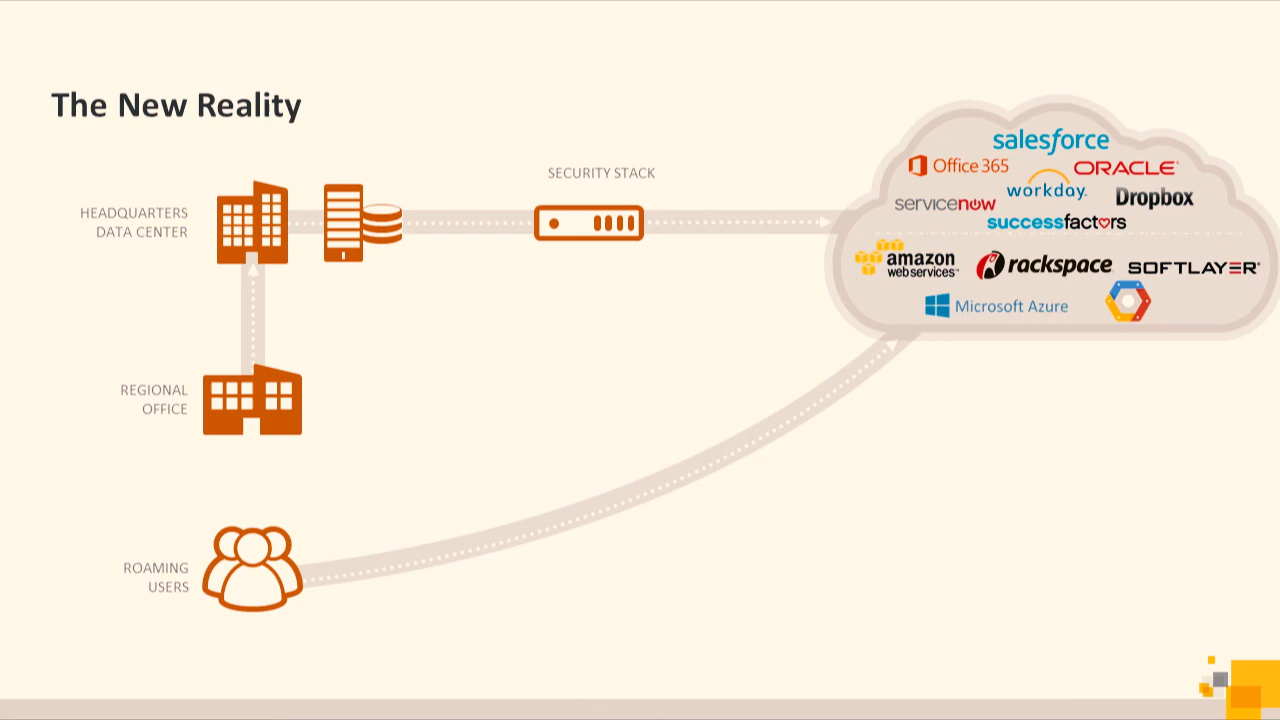 The New Reality
SECURITY STACK
HEADQUARTERS
DATA CENTER
REGIONAL
OFFICE
ROAMING
USERS
salesforce
Office 365
ORACLE
workday.
servicenow
Dropbox
successfactors
amazon
web services™
rackspace
SOFTLAYER
Microsoft Azure